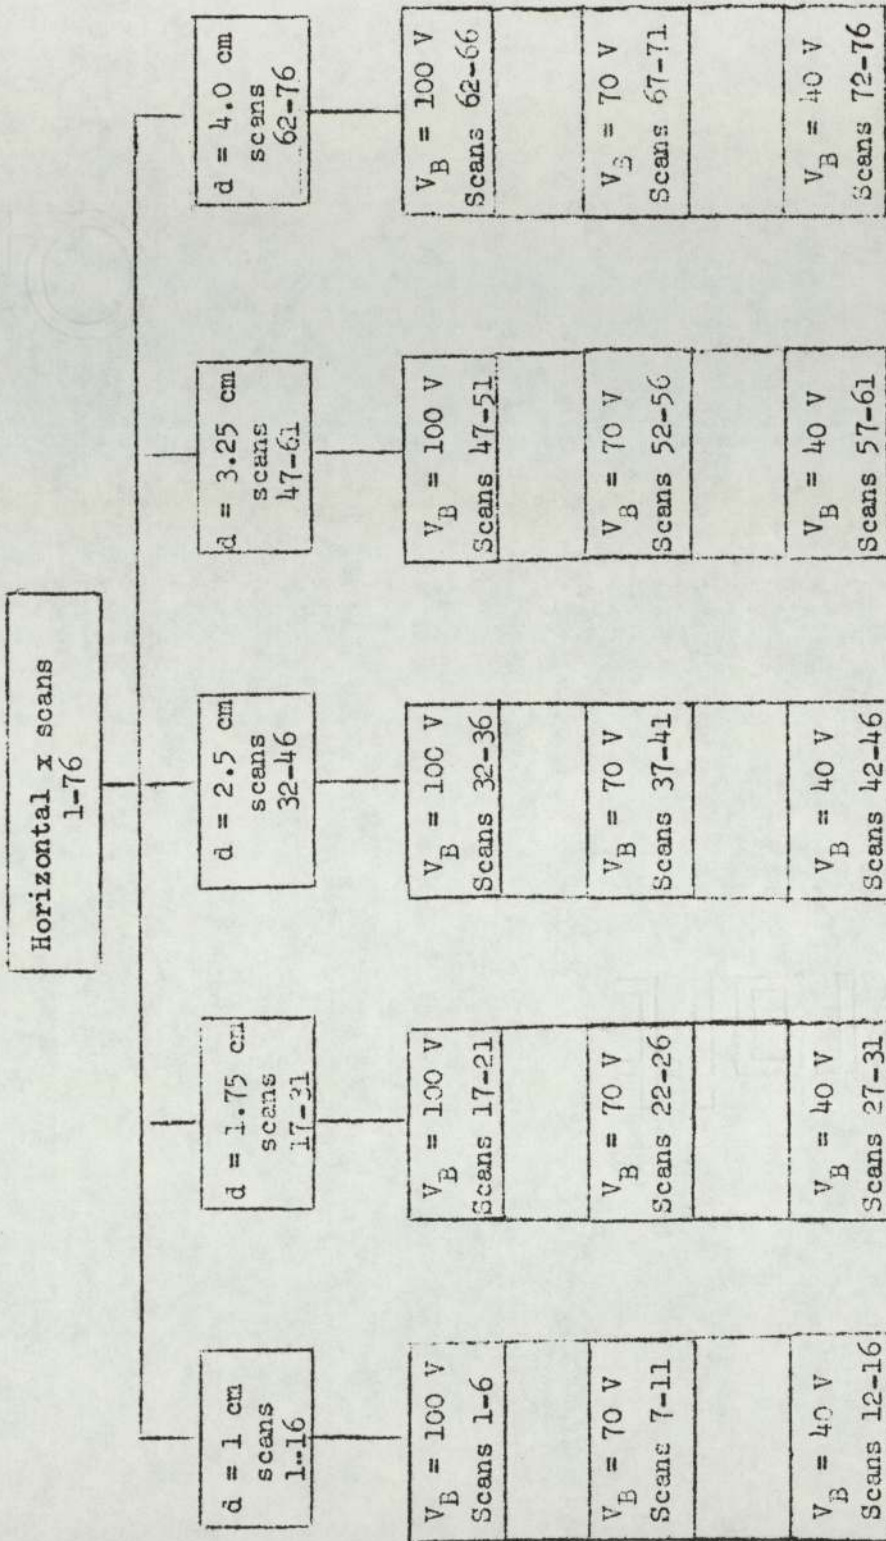 Horizontal x scans
1-76
d = 1 cm
scans
1-16
d = 1.75 cm
scans
17-31
d = 2.5 cm
scans
32-46
d = 3.25 cm
scans
47-61
d = 4.0 cm
scans
62-76
V_B = 100 V
Scans 1-6
V_B = 70 V
Scans 7-11
V_B = 40 V
Scans 12-16
V_B = 100 V
Scans 17-21
V_B = 70 V
Scans 22-26
V_B = 40 V
Scans 27-31
V_B = 100 V
Scans 32-36
V_B = 70 V
Scans 37-41
V_B = 40 V
Scans 42-46
V_B = 100 V
Scans 47-51
V_B = 70 V
Scans 52-56
V_B = 40 V
Scans 57-61
V_B = 100 V
Scans 62-66
V_B = 70 V
Scans 67-71
V_B = 40 V
Scans 72-76